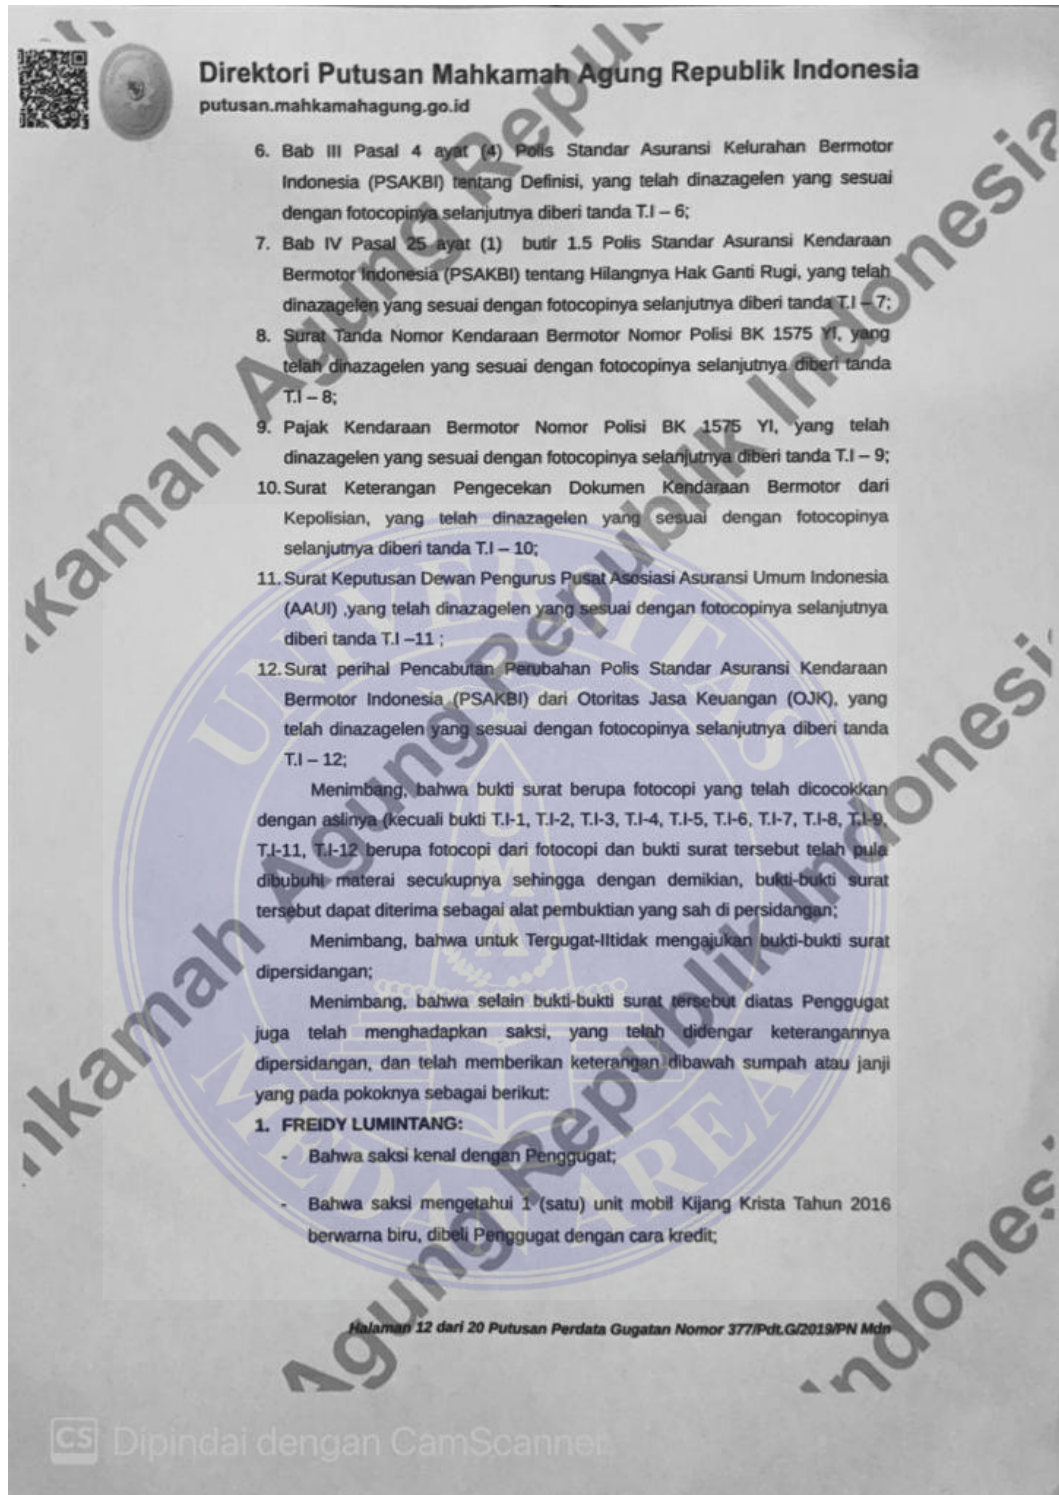 Direktori Putusan Mahkamah Agung Republik Indonesia
putusan.mahkamahagung.go.id
6. Bab III Pasal 4 ayat (4) Polis Standar Asuransi Kelurahan Bermotor
Indonesia (PSAKBI) tentang Definisi, yang telah dinazagelen yang sesuai
dengan fotocopinya selanjutnya diberi tanda T.I – 6;
7. Bab IV Pasal 25 ayat (1) butir 1.5 Polis Standar Asuransi Kendaraan
Bermotor Indonesia (PSAKBI) tentang Hilangnya Hak Ganti Rugi, yang telah
dinazagelen yang sesuai dengan fotocopinya selanjutnya diberi tanda T.I – 7;
8. Surat Tanda Nomor Kendaraan Bermotor Nomor Polisi BK 1575 YI, yang
telah dinazagelen yang sesuai dengan fotocopinya selanjutnya diberi tanda
T.I – 8;
9. Pajak Kendaraan Bermotor Nomor Polisi BK 1575 YI, yang telah
dinazagelen yang sesuai dengan fotocopinya selanjutnya diberi tanda T.I – 9;
10. Surat Keterangan Pengecekan Dokumen Kendaraan Bermotor dari
Kepolisian, yang telah dinazagelen yang sesuai dengan fotocopinya
selanjutnya diberi tanda T.I – 10;
11. Surat Keputusan Dewan Pengurus Pusat Asosiasi Asuransi Umum Indonesia
(AAUI) ,yang telah dinazagelen yang sesuai dengan fotocopinya selanjutnya
diberi tanda T.I –11 ;
12. Surat perihal Pencabutan Perubahan Polis Standar Asuransi Kendaraan
Bermotor Indonesia (PSAKBI) dari Otoritas Jasa Keuangan (OJK), yang
telah dinazagelen yang sesuai dengan fotocopinya selanjutnya diberi tanda
T.I – 12;
Menimbang, bahwa bukti surat berupa fotocopi yang telah dicocokkan
dengan aslinya (kecuali bukti T.I-1, T.I-2, T.I-3, T.I-4, T.I-5, T.I-6, T.I-7, T.I-8, T.I-9,
T.I-11, T.I-12 berupa fotocopi dari fotocopi dan bukti surat tersebut telah pula
dibubuhi materai secukupnya sehingga dengan demikian, bukti-bukti surat
tersebut dapat diterima sebagai alat pembuktian yang sah di persidangan;
Menimbang, bahwa untuk Tergugat-IItidak mengajukan bukti-bukti surat
dipersidangan;
Menimbang, bahwa selain bukti-bukti surat tersebut diatas Penggugat
juga telah menghadapkan saksi, yang telah didengar keterangannya
dipersidangan, dan telah memberikan keterangan dibawah sumpah atau janji
yang pada pokoknya sebagai berikut:
1. FREIDY LUMINTANG:
- Bahwa saksi kenal dengan Penggugat;
- Bahwa saksi mengetahui 1 (satu) unit mobil Kijang Krista Tahun 2016
berwarna biru, dibeli Penggugat dengan cara kredit;
Halaman 12 dari 20 Putusan Perdata Gugatan Nomor 377/Pdt.G/2019/PN Mdn
Mahkamah Agung Republik Indonesia
Mahkamah Agung Republik Indonesia
Agung Republik Indonesia
UNIVERSITAS
MEDAN AREA
CS Dipindai dengan CamScanner